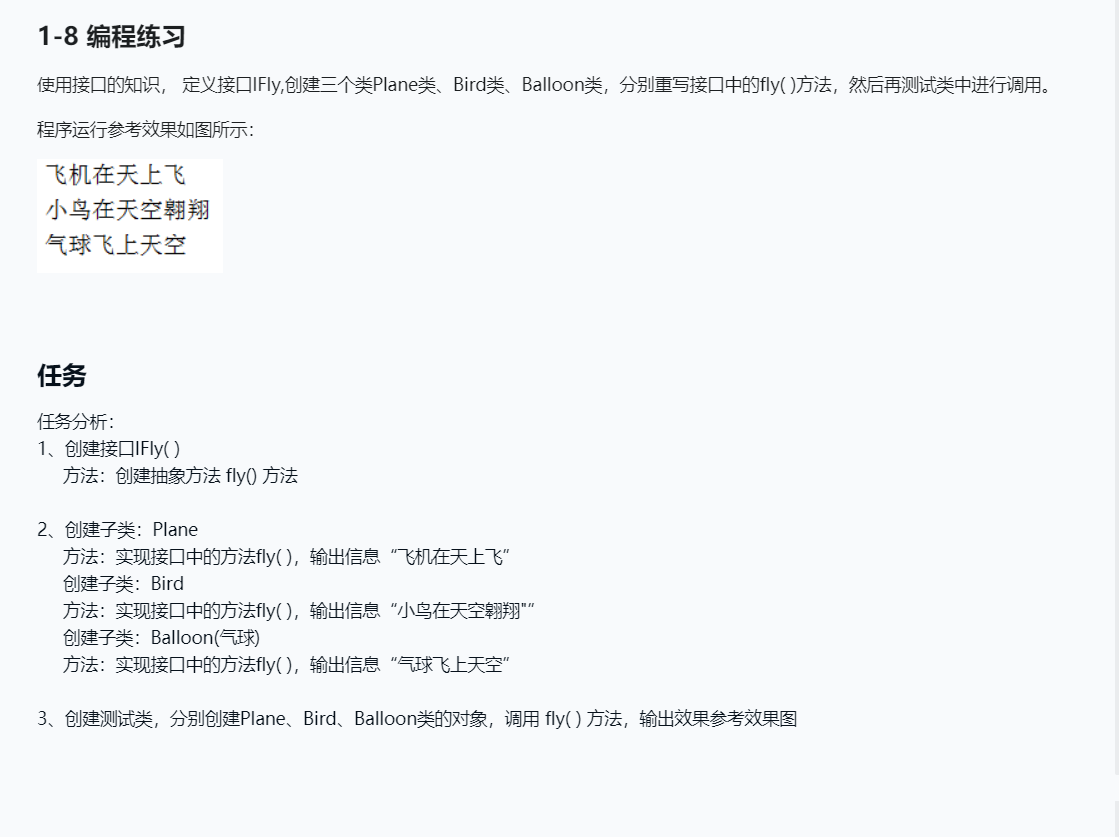 1-8 编程练习
使用接口的知识， 定义接口IFly,创建三个类Plane类、Bird类、Balloon类，分别重写接口中的fly( )方法，然后再测试类中进行调用。
程序运行参考效果如图所示：
飞机在天上飞
小鸟在天空翱翔
气球飞上天空
任务
任务分析：
1、创建接口IFly( )
方法：创建抽象方法 fly() 方法
2、创建子类：Plane
方法：实现接口中的方法fly( )，输出信息“飞机在天上飞”
创建子类：Bird
方法：实现接口中的方法fly( )，输出信息“小鸟在天空翱翔"”
创建子类：Balloon(气球)
方法：实现接口中的方法fly( )，输出信息“气球飞上天空”
3、创建测试类，分别创建Plane、Bird、Balloon类的对象，调用 fly( ) 方法，输出效果参考效果图